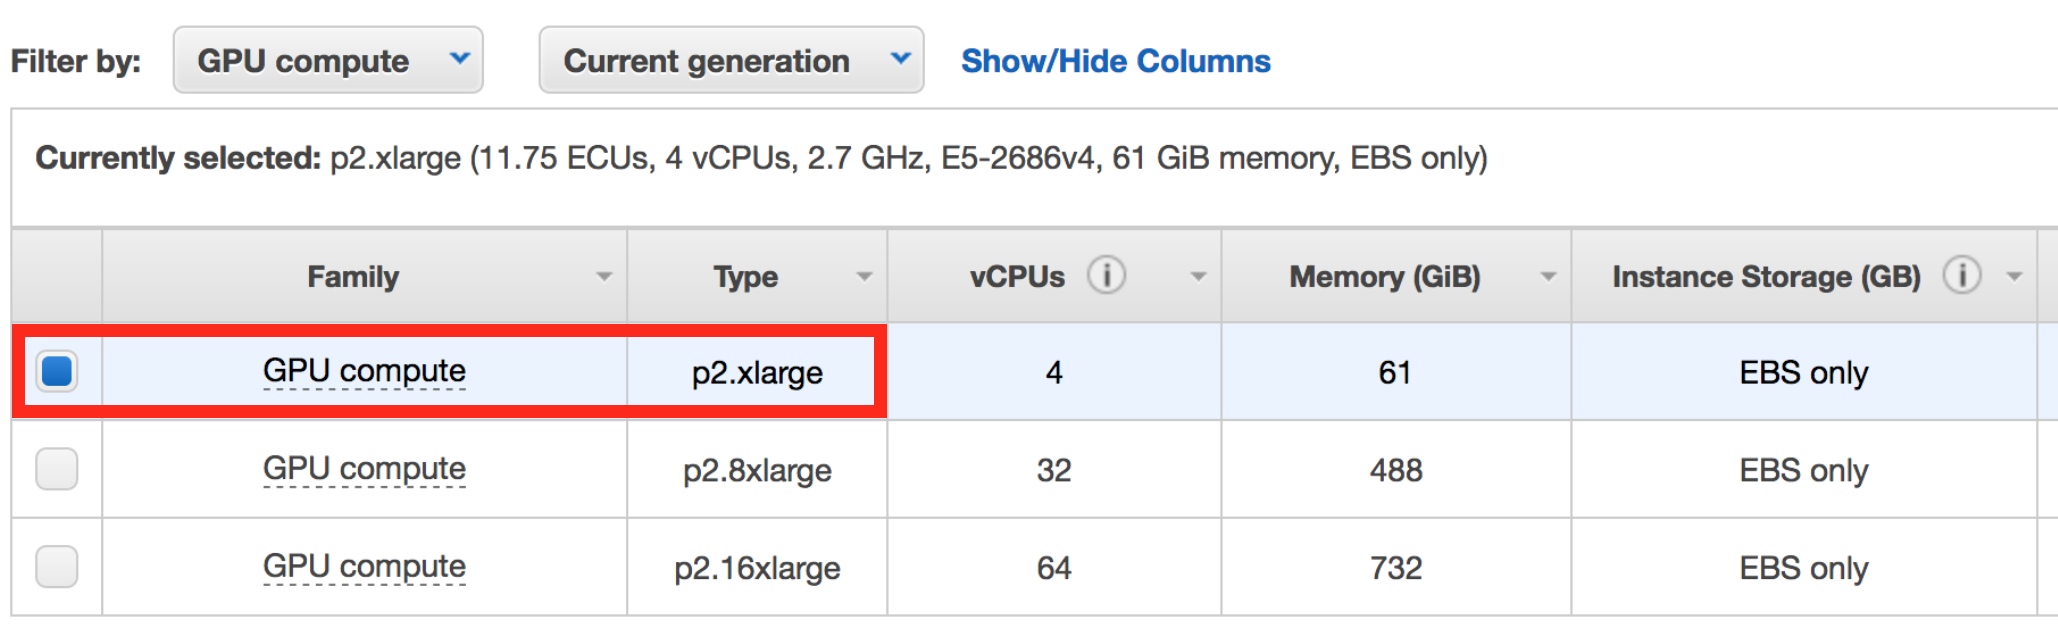 Filter by: GPU compute Current generation Show/Hide Columns
Currently selected: p2.xlarge (11.75 ECUs, 4 vCPUs, 2.7 GHz, E5-2686v4, 61 GiB memory, EBS only)
Family Type vCPUs i Memory (GiB) Instance Storage (GB) i
GPU compute p2.xlarge 4 61 EBS only
GPU compute p2.8xlarge 32 488 EBS only
GPU compute p2.16xlarge 64 732 EBS only